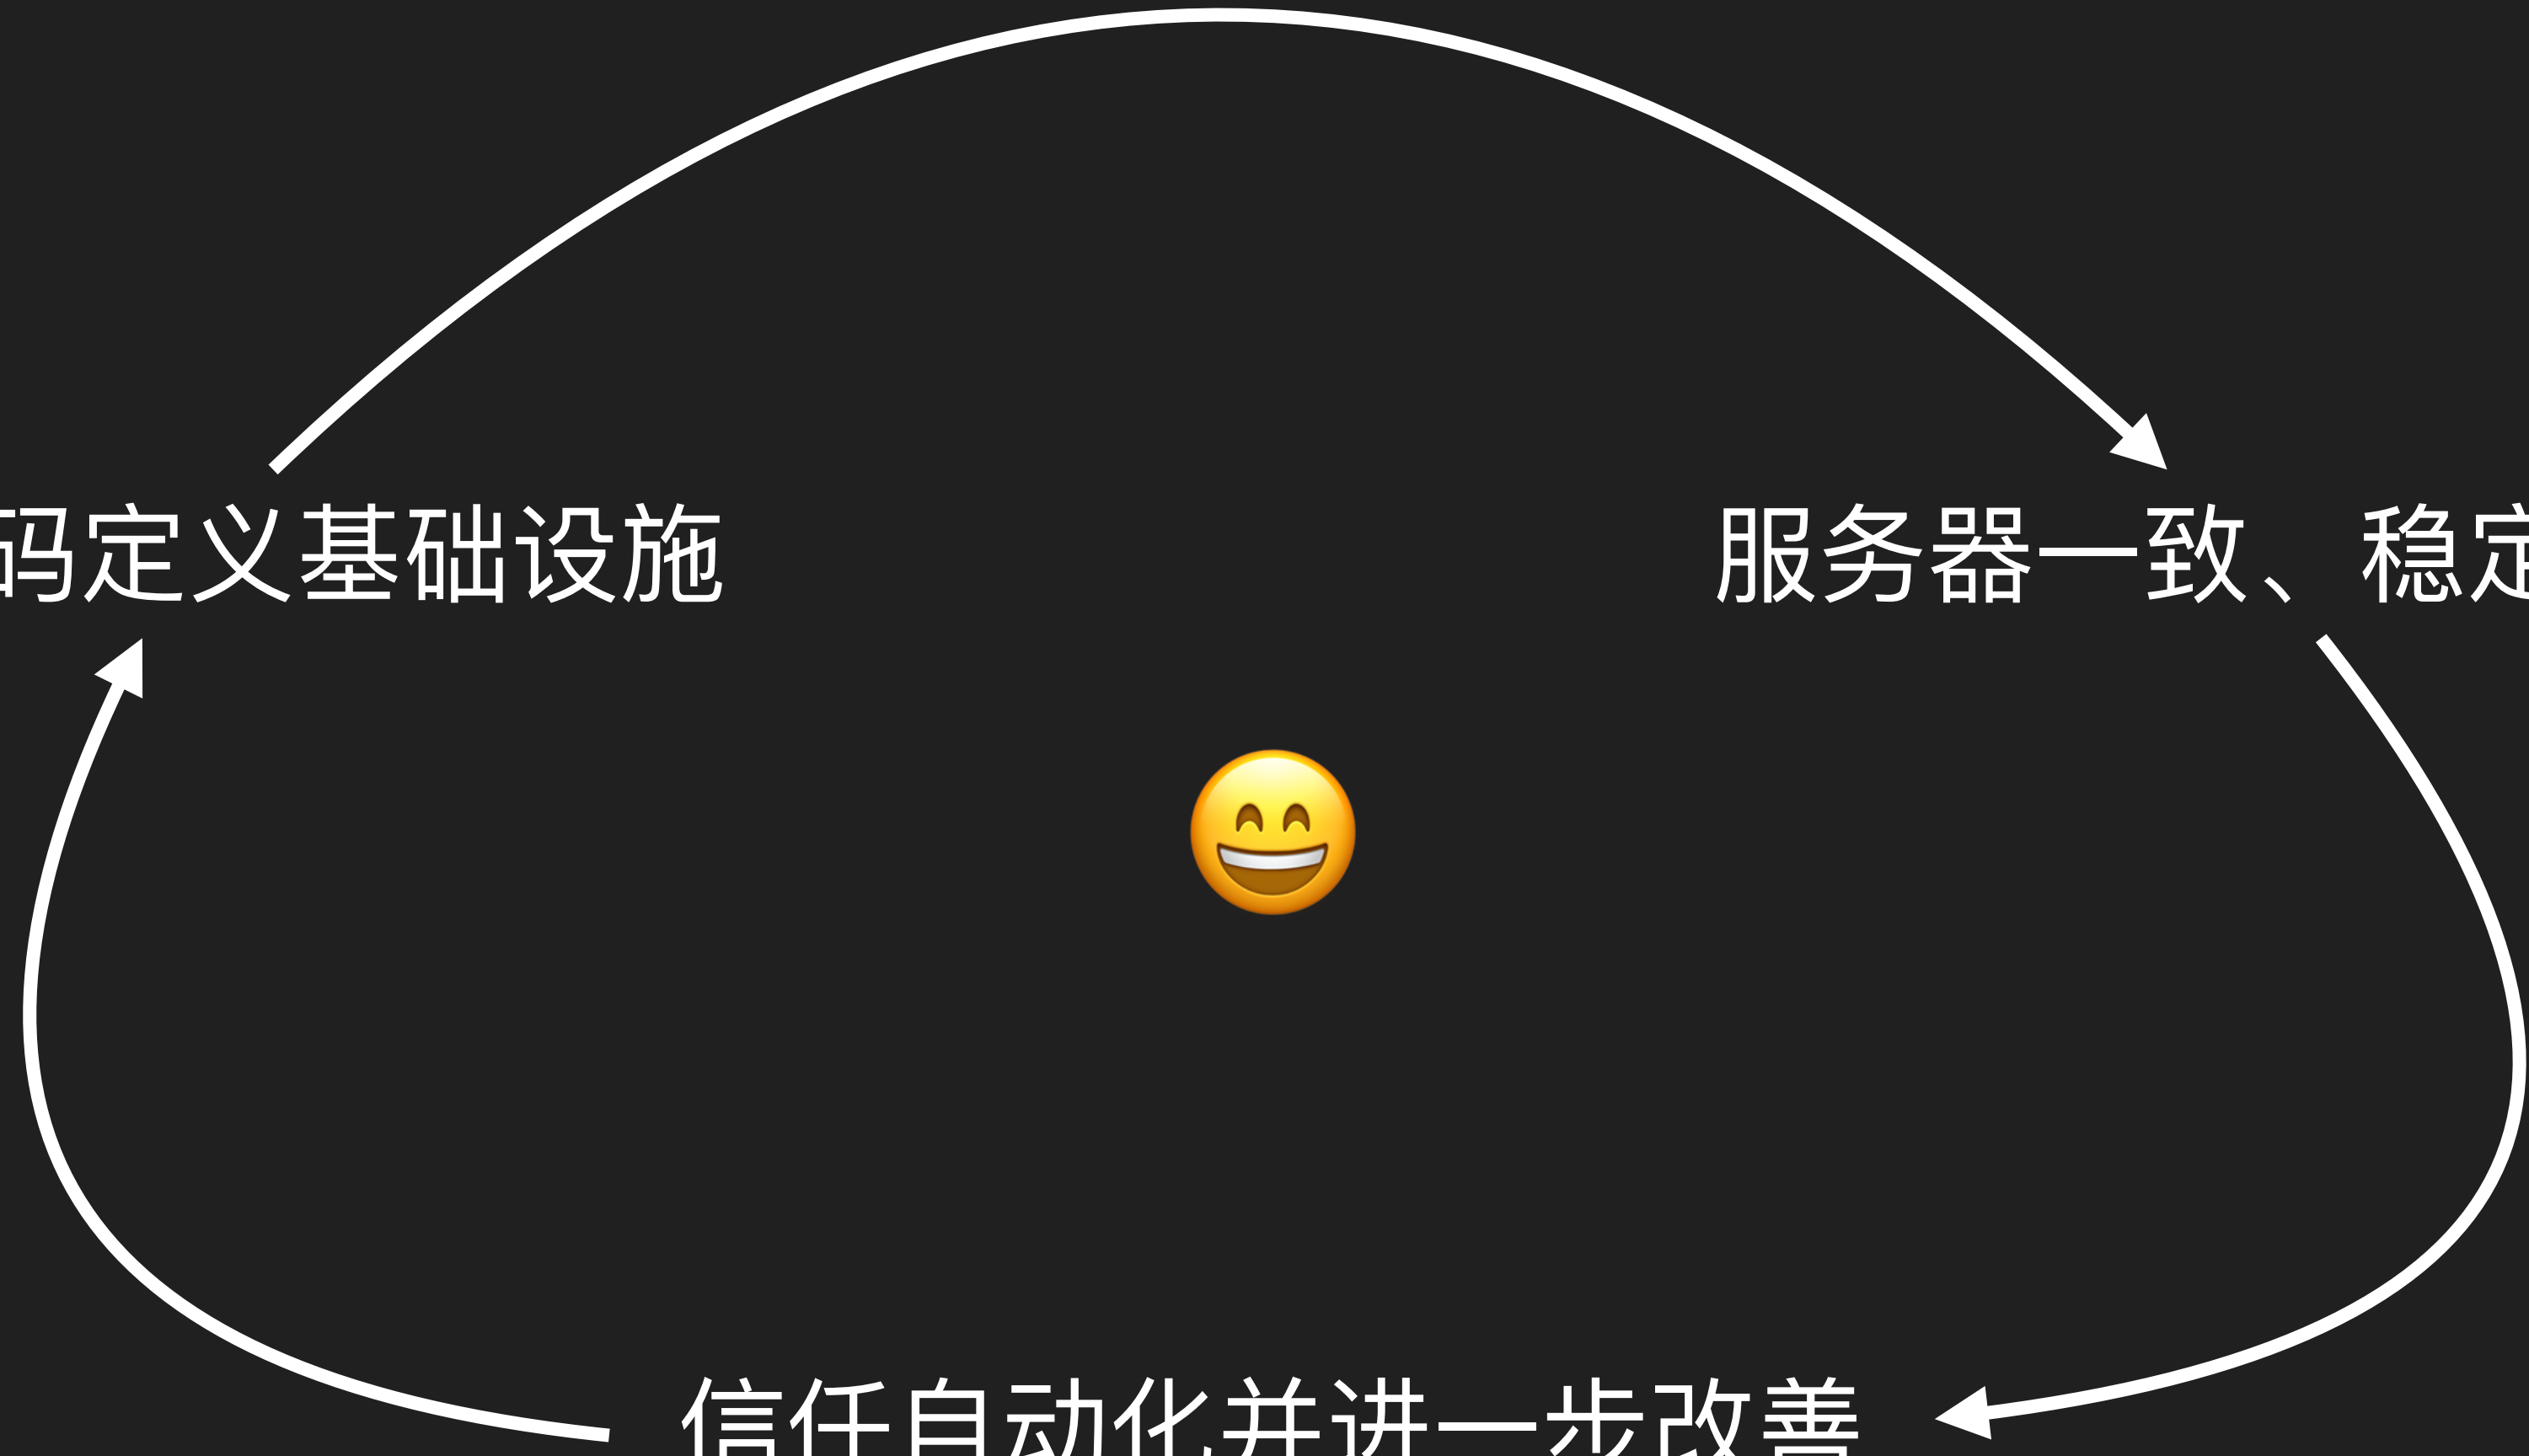 码定义基础设施
服务器一致、稳定
信任自动化并进一步改善